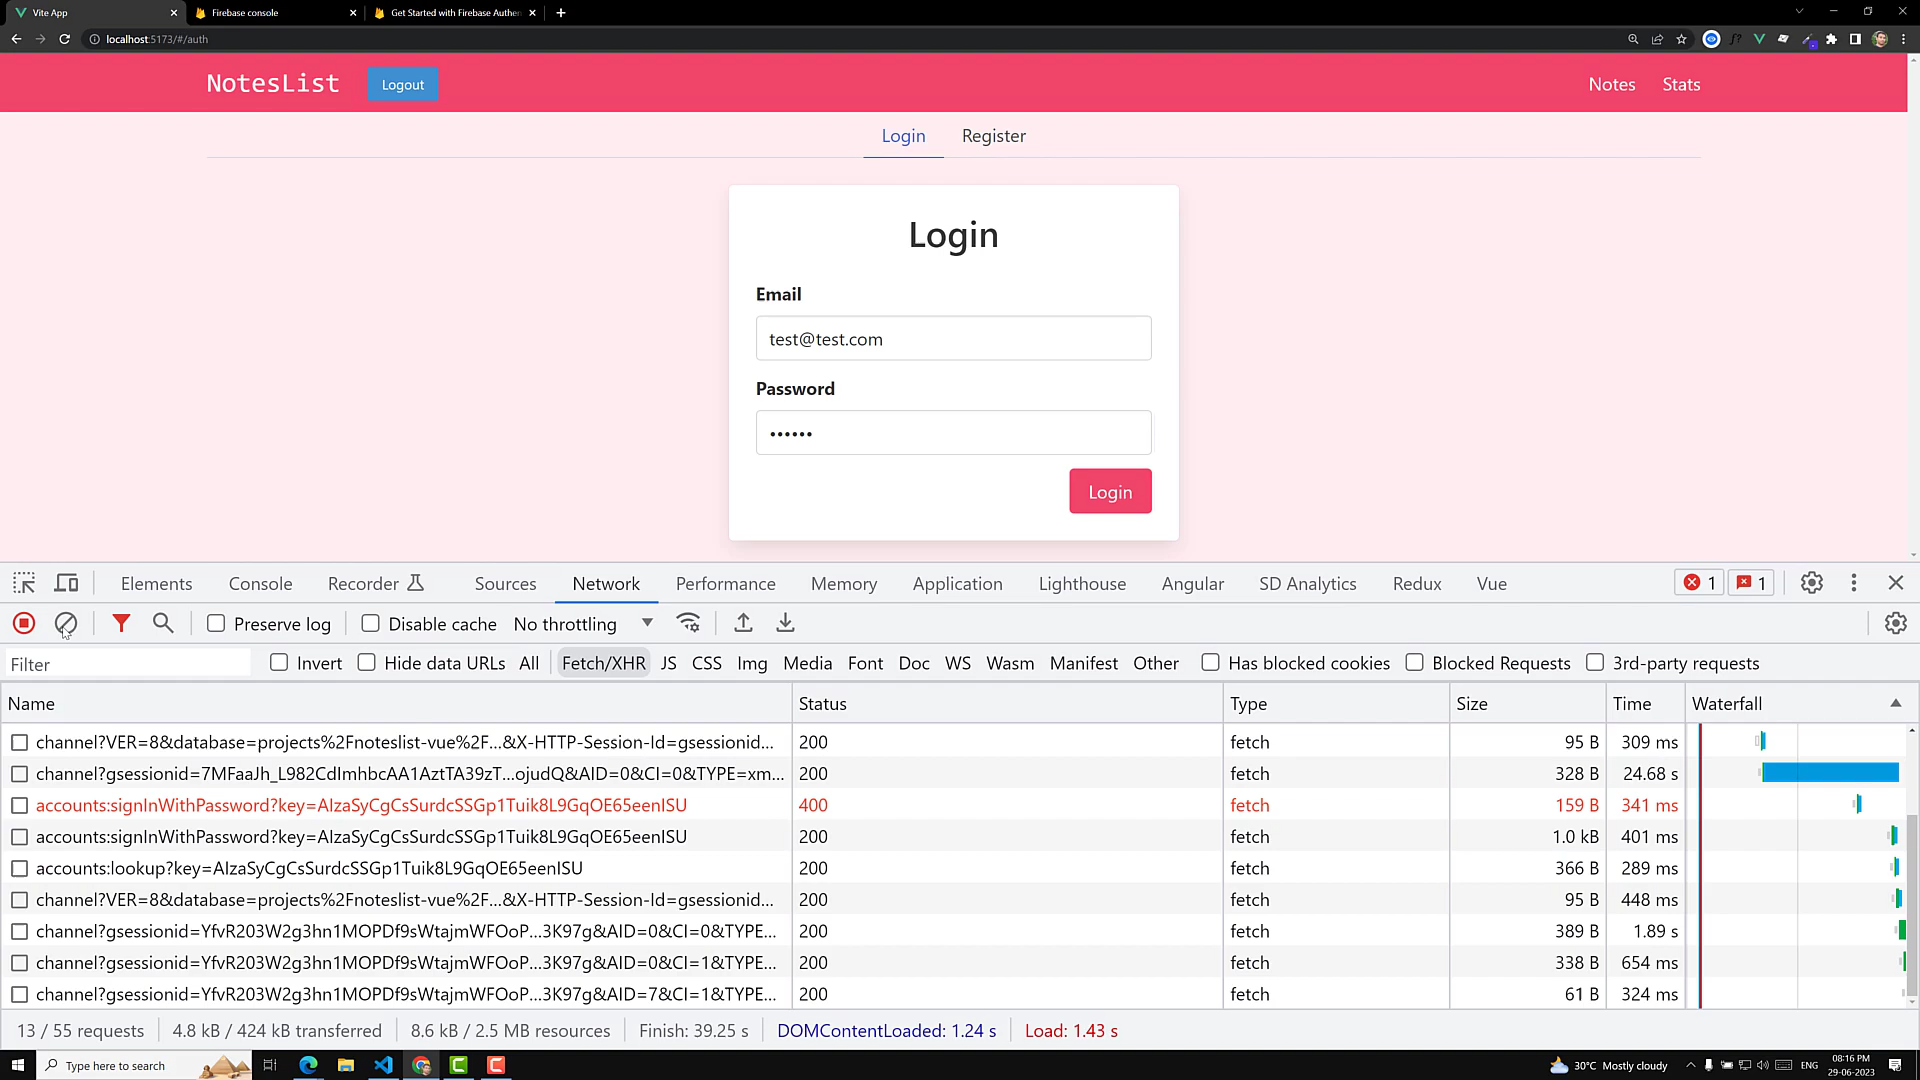 Vite App
Firebase console
Get Started with Firebase Authen
localhost:5173/#/auth
NotesList
Logout
Notes
Stats
Login
Register
Login
Email
test@test.com
Password
••••••
Login
Elements
Console
Recorder
Sources
Network
Performance
Memory
Application
Lighthouse
Angular
SD Analytics
Redux
Vue
1
1
Preserve log
Disable cache
No throttling
Filter
Invert
Hide data URLs
All
Fetch/XHR
JS
CSS
Img
Media
Font
Doc
WS
Wasm
Manifest
Other
Has blocked cookies
Blocked Requests
3rd-party requests
Name Status Type Size Time Waterfall
channel?VER=8&database=projects%2Fnoteslist-vue%2F...&X-HTTP-Session-Id=gsessionid... 200 fetch 95 B 309 ms
channel?gsessionid=7MFaaJh_L982CdImhbcAA1AztTA39zT...ojudQ&AID=0&CI=0&TYPE=xm... 200 fetch 328 B 24.68 s
accounts:signInWithPassword?key=AIzaSyCgCsSurdcSSGp1Tuik8L9GqOE65eenISU 400 fetch 159 B 341 ms
accounts:signInWithPassword?key=AIzaSyCgCsSurdcSSGp1Tuik8L9GqOE65eenISU 200 fetch 1.0 kB 401 ms
accounts:lookup?key=AIzaSyCgCsSurdcSSGp1Tuik8L9GqOE65eenISU 200 fetch 366 B 289 ms
channel?VER=8&database=projects%2Fnoteslist-vue%2F...&X-HTTP-Session-Id=gsessionid... 200 fetch 95 B 448 ms
channel?gsessionid=YfvR203W2g3hn1MOPDf9sWtajmWFOoP...3K97g&AID=0&CI=0&TYPE... 200 fetch 389 B 1.89 s
channel?gsessionid=YfvR203W2g3hn1MOPDf9sWtajmWFOoP...3K97g&AID=0&CI=1&TYPE... 200 fetch 338 B 654 ms
channel?gsessionid=YfvR203W2g3hn1MOPDf9sWtajmWFOoP...3K97g&AID=7&CI=1&TYPE... 200 fetch 61 B 324 ms
13 / 55 requests
4.8 kB / 424 kB transferred
8.6 kB / 2.5 MB resources
Finish: 39.25 s
DOMContentLoaded: 1.24 s
Load: 1.43 s
Type here to search
30°C Mostly cloudy
ENG
08:16 PM
29-06-2023